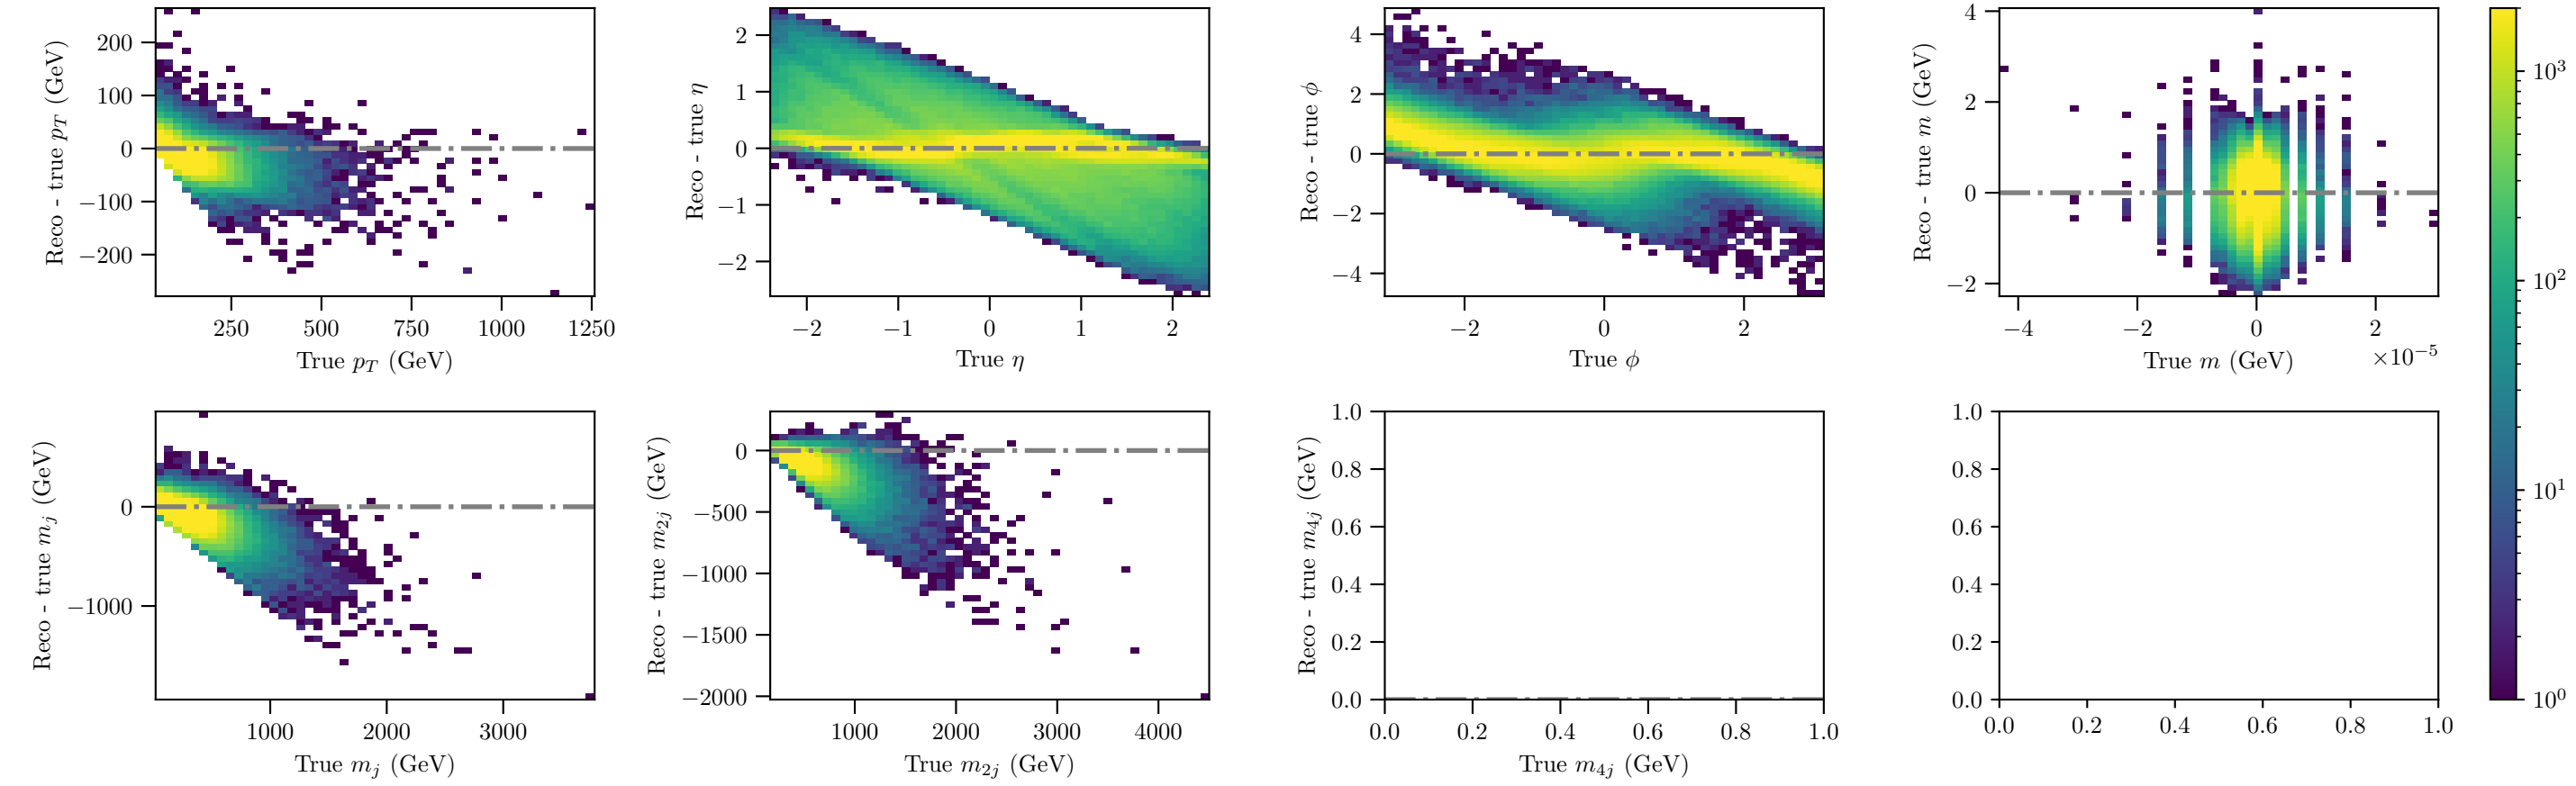 200
100
0
−100
−200
Reco - true p_T (GeV)
250 500 750 1000 1250
True p_T (GeV)
2
1
0
−1
−2
Reco - true η
−2 −1 0 1 2
True η
4
2
0
−2
−4
Reco - true ϕ
−2 0 2
True ϕ
4
2
0
−2
Reco - true m (GeV)
−4 −2 0 2
×10⁻⁵
True m (GeV)
10³
10²
10¹
10⁰
0
−1000
Reco - true m_j (GeV)
1000 2000 3000
True m_j (GeV)
0
−500
−1000
−1500
−2000
Reco - true m_{2j} (GeV)
1000 2000 3000 4000
True m_{2j} (GeV)
1.0
0.8
0.6
0.4
0.2
0.0
Reco - true m_{4j} (GeV)
0.0 0.2 0.4 0.6 0.8 1.0
True m_{4j} (GeV)
1.0
0.8
0.6
0.4
0.2
0.0
0.0 0.2 0.4 0.6 0.8 1.0